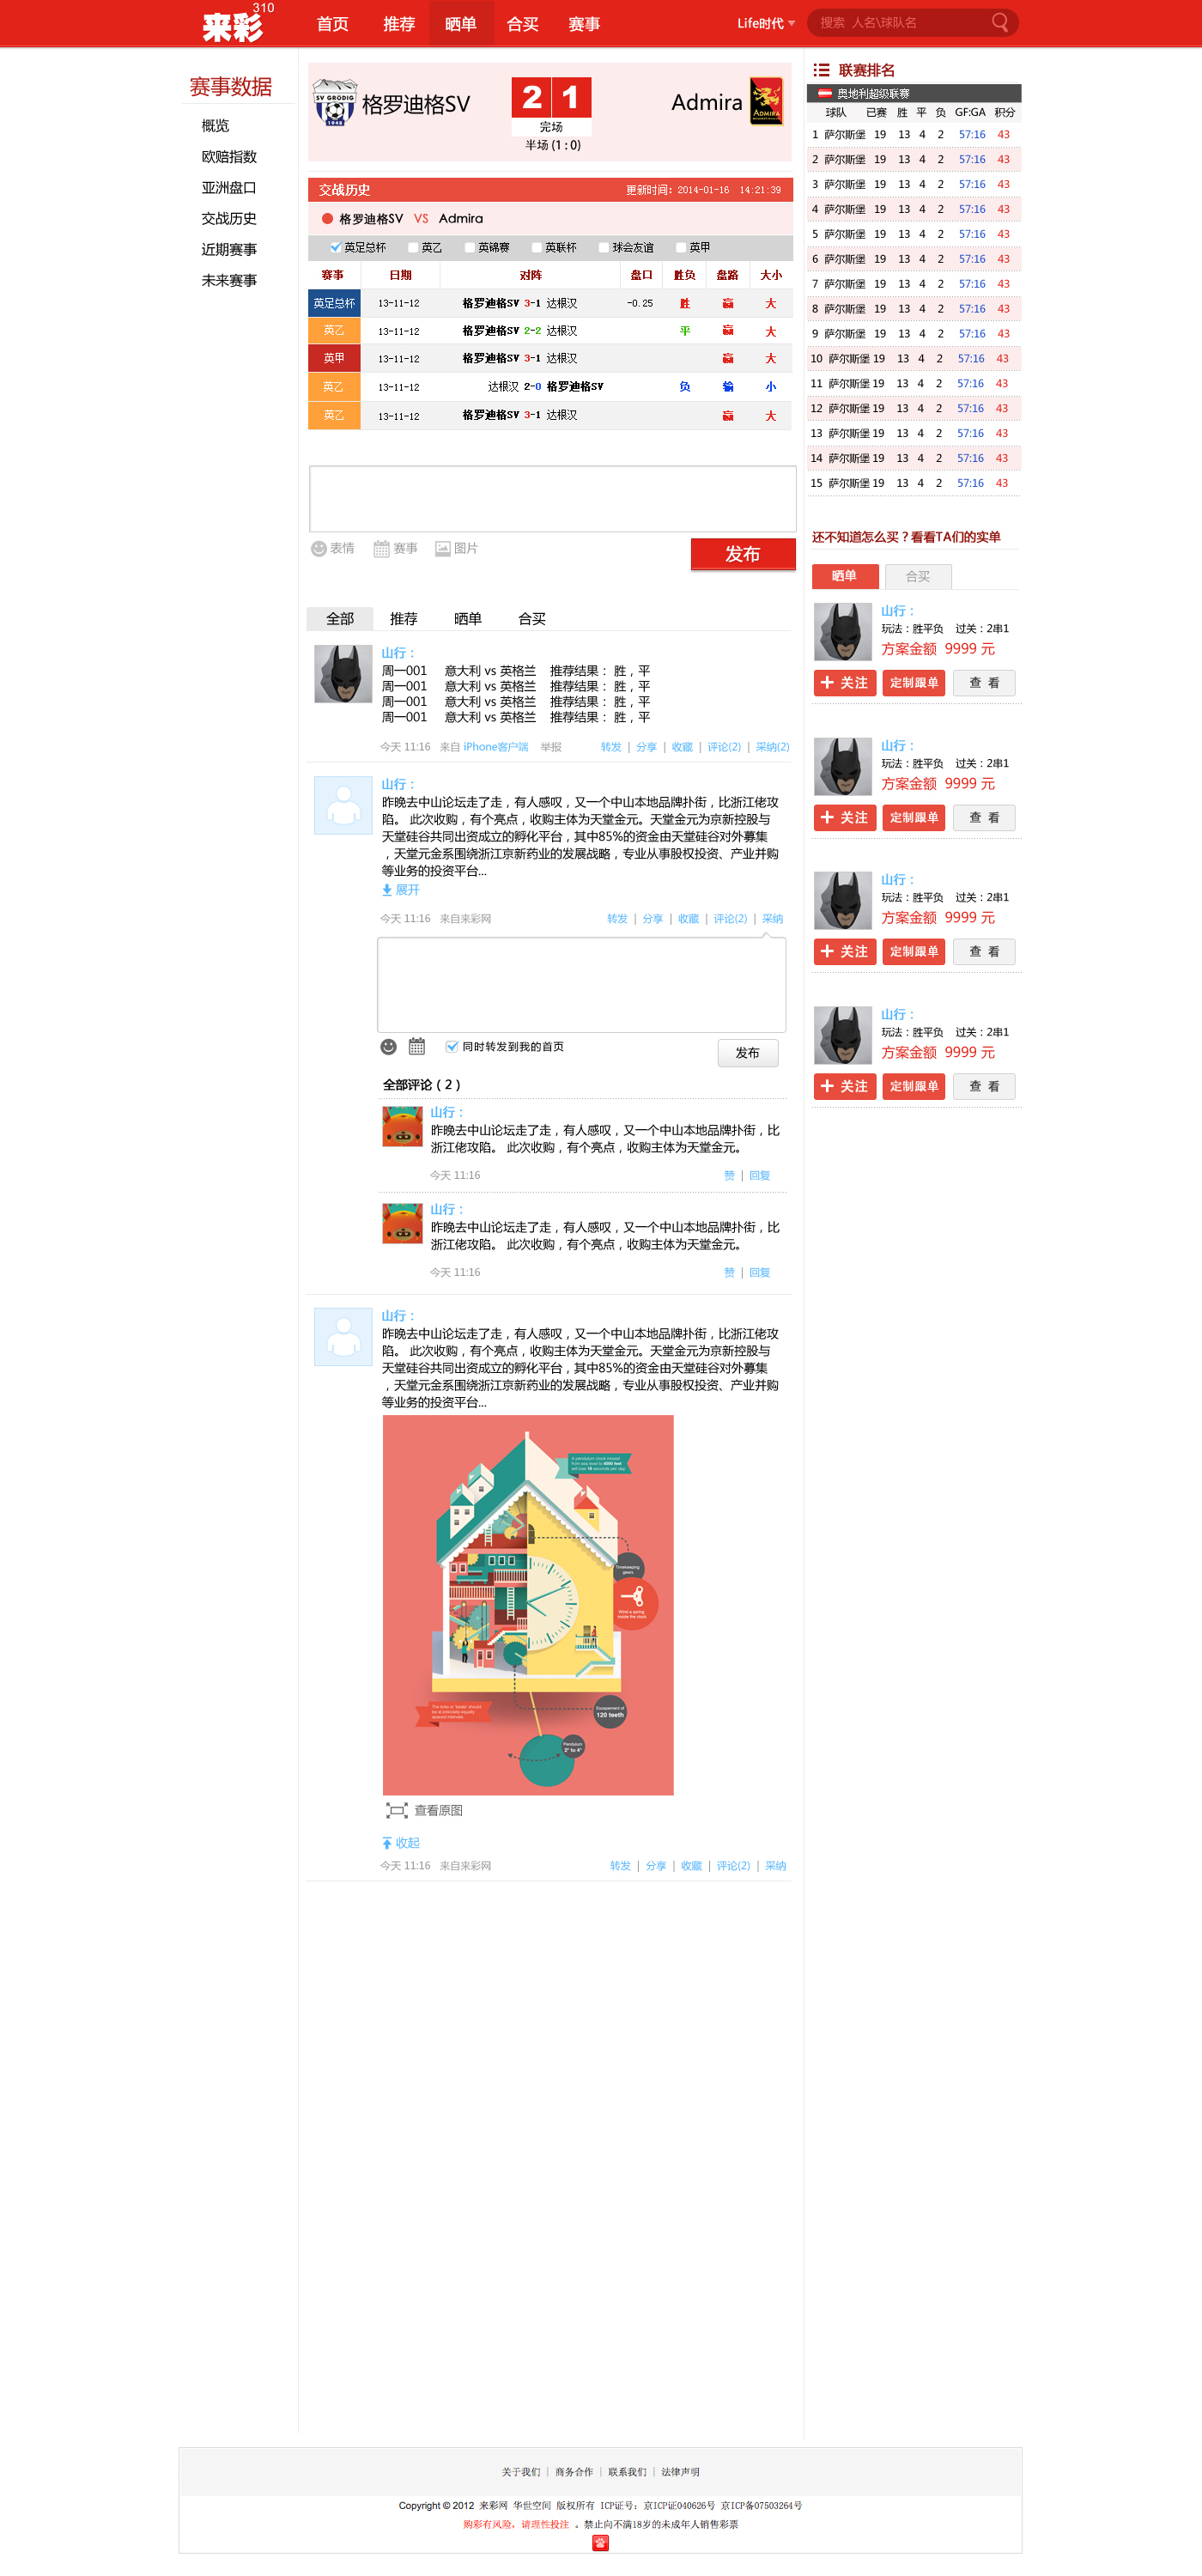 来彩 310 首页 推荐 晒单 合买 赛事 Life时代 搜索 人名\球队名
赛事数据
概览
欧赔指数
亚洲盘口
交战历史
近期赛事
未来赛事
SV GRODIG 1948
格罗迪格SV 2 1 Admira
ADMIRA
完场
半场 (1 : 0)
交战历史 更新时间：2014-01-16 14:21:39
格罗迪格SV VS Admira
英足总杯 英乙 英锦赛 英联杯 球会友谊 英甲
赛事 日期 对阵 盘口 胜负 盘路 大小
英足总杯 13-11-12 格罗迪格SV 3-1 达根汉 -0.25 胜 赢 大
英乙 13-11-12 格罗迪格SV 2-2 达根汉 平 赢 大
英甲 13-11-12 格罗迪格SV 3-1 达根汉 赢 大
英乙 13-11-12 达根汉 2-0 格罗迪格SV 负 输 小
英乙 13-11-12 格罗迪格SV 3-1 达根汉 赢 大
表情 赛事 图片 发布
全部 推荐 晒单 合买
山行：
周一001 意大利 vs 英格兰 推荐结果： 胜，平
周一001 意大利 vs 英格兰 推荐结果： 胜，平
周一001 意大利 vs 英格兰 推荐结果： 胜，平
周一001 意大利 vs 英格兰 推荐结果： 胜，平
今天 11:16 来自 iPhone客户端 举报 转发 | 分享 | 收藏 | 评论(2) | 采纳(2)
山行：
昨晚去中山论坛走了走，有人感叹，又一个中山本地品牌扑街，比浙江佬攻
陷。 此次收购，有个亮点，收购主体为天堂金元。天堂金元为京新控股与
天堂硅谷共同出资成立的孵化平台，其中85%的资金由天堂硅谷对外募集
，天堂元金系围绕浙江京新药业的发展战略，专业从事股权投资、产业并购
等业务的投资平台...
展开
今天 11:16 来自来彩网 转发 | 分享 | 收藏 | 评论(2) | 采纳
同时转发到我的首页 发布
全部评论（2）
山行：
昨晚去中山论坛走了走，有人感叹，又一个中山本地品牌扑街，比
浙江佬攻陷。 此次收购，有个亮点，收购主体为天堂金元。
今天 11:16 赞 | 回复
山行：
昨晚去中山论坛走了走，有人感叹，又一个中山本地品牌扑街，比
浙江佬攻陷。 此次收购，有个亮点，收购主体为天堂金元。
今天 11:16 赞 | 回复
山行：
昨晚去中山论坛走了走，有人感叹，又一个中山本地品牌扑街，比浙江佬攻
陷。 此次收购，有个亮点，收购主体为天堂金元。天堂金元为京新控股与
天堂硅谷共同出资成立的孵化平台，其中85%的资金由天堂硅谷对外募集
，天堂元金系围绕浙江京新药业的发展战略，专业从事股权投资、产业并购
等业务的投资平台...
Timekeeping
gears
Wind a spring
inside the clock
Escapement of
120 teeth
Pendulum
2° to 4°
查看原图
收起
今天 11:16 来自来彩网 转发 | 分享 | 收藏 | 评论(2) | 采纳
联赛排名
奥地利超级联赛
球队 已赛 胜 平 负 GF:GA 积分
1 萨尔斯堡 19 13 4 2 57:16 43
2 萨尔斯堡 19 13 4 2 57:16 43
3 萨尔斯堡 19 13 4 2 57:16 43
4 萨尔斯堡 19 13 4 2 57:16 43
5 萨尔斯堡 19 13 4 2 57:16 43
6 萨尔斯堡 19 13 4 2 57:16 43
7 萨尔斯堡 19 13 4 2 57:16 43
8 萨尔斯堡 19 13 4 2 57:16 43
9 萨尔斯堡 19 13 4 2 57:16 43
10 萨尔斯堡 19 13 4 2 57:16 43
11 萨尔斯堡 19 13 4 2 57:16 43
12 萨尔斯堡 19 13 4 2 57:16 43
13 萨尔斯堡 19 13 4 2 57:16 43
14 萨尔斯堡 19 13 4 2 57:16 43
15 萨尔斯堡 19 13 4 2 57:16 43
还不知道怎么买？看看TA们的实单
晒单 合买
山行：
玩法：胜平负 过关：2串1
方案金额 9999 元
+ 关注 定制跟单 查 看
山行：
玩法：胜平负 过关：2串1
方案金额 9999 元
+ 关注 定制跟单 查 看
山行：
玩法：胜平负 过关：2串1
方案金额 9999 元
+ 关注 定制跟单 查 看
山行：
玩法：胜平负 过关：2串1
方案金额 9999 元
+ 关注 定制跟单 查 看
关于我们 | 商务合作 | 联系我们 | 法律声明
Copyright © 2012 来彩网 华世空间 版权所有 ICP证号：京ICP证040626号 京ICP备07503264号
购彩有风险，请理性投注 。禁止向不满18岁的未成年人销售彩票